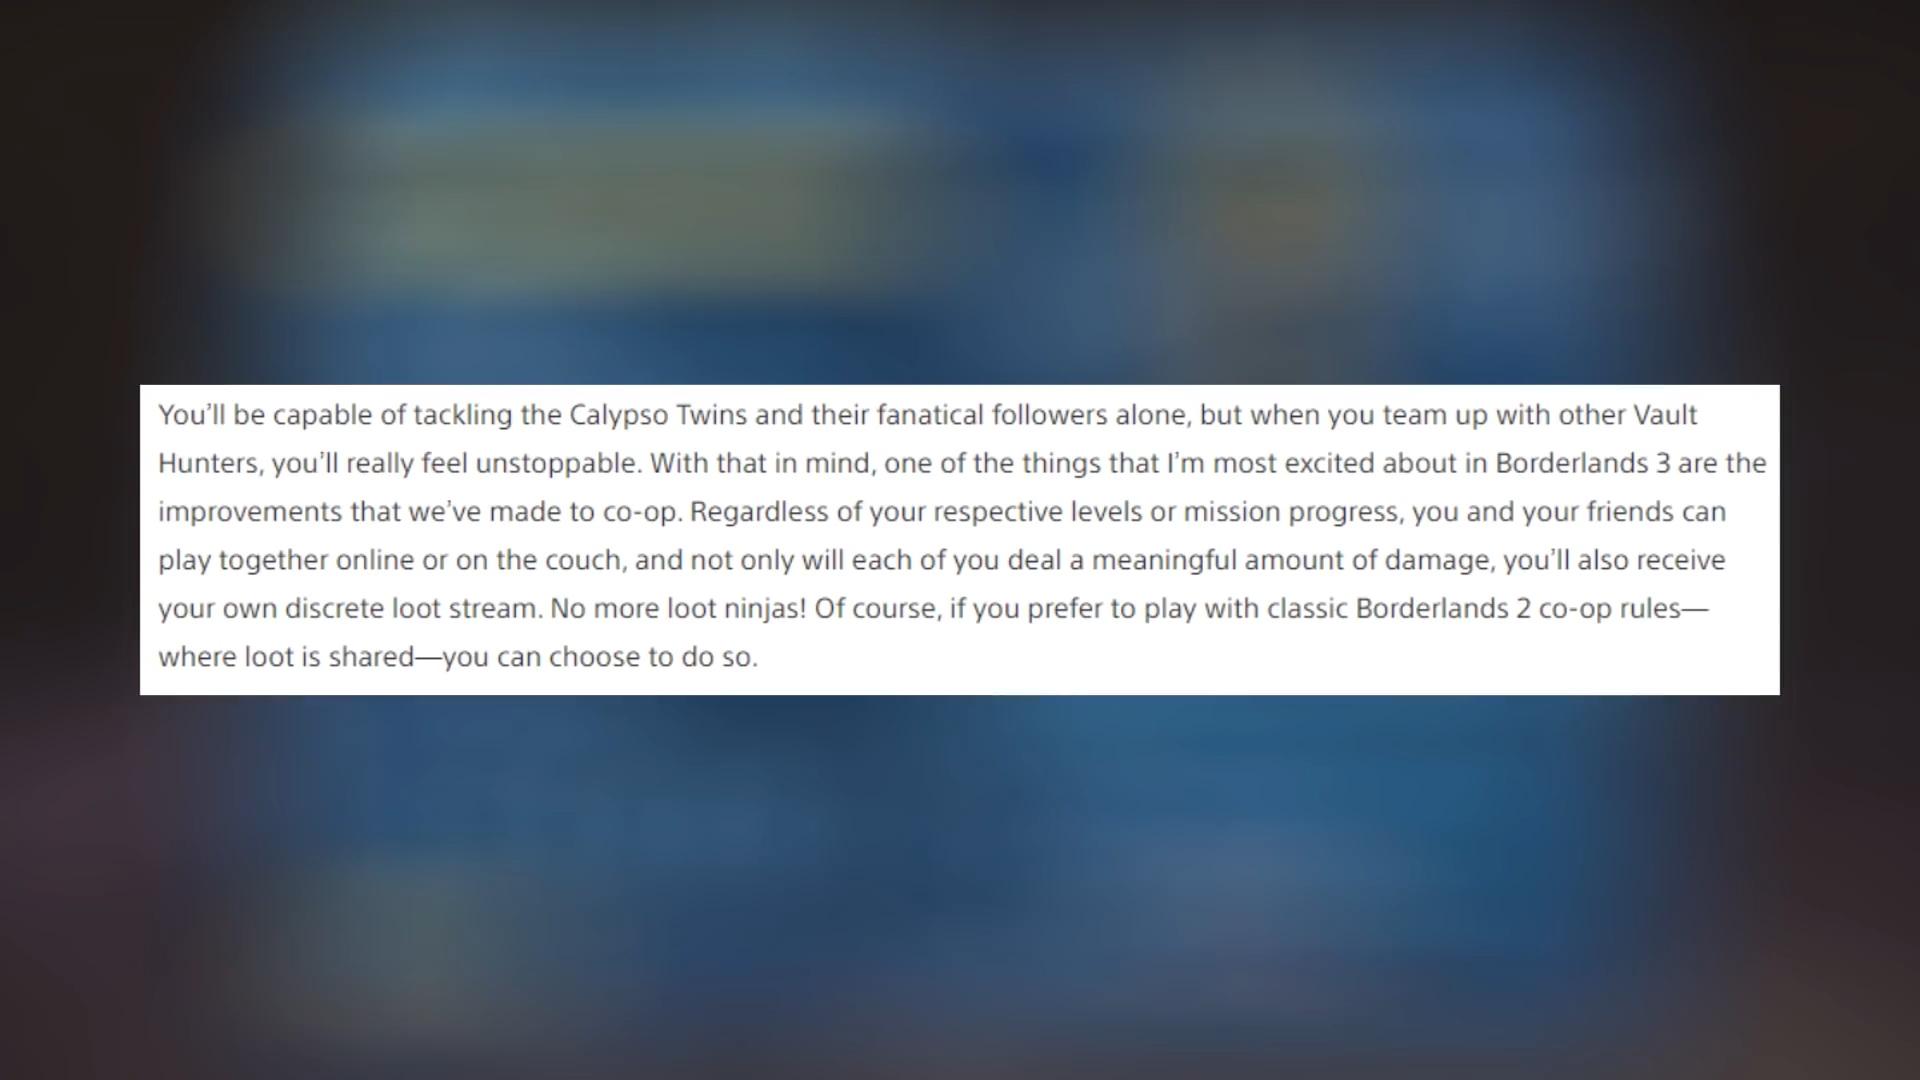 You’ll be capable of tackling the Calypso Twins and their fanatical followers alone, but when you team up with other Vault
Hunters, you’ll really feel unstoppable. With that in mind, one of the things that I’m most excited about in Borderlands 3 are the
improvements that we’ve made to co-op. Regardless of your respective levels or mission progress, you and your friends can
play together online or on the couch, and not only will each of you deal a meaningful amount of damage, you’ll also receive
your own discrete loot stream. No more loot ninjas! Of course, if you prefer to play with classic Borderlands 2 co-op rules—
where loot is shared—you can choose to do so.